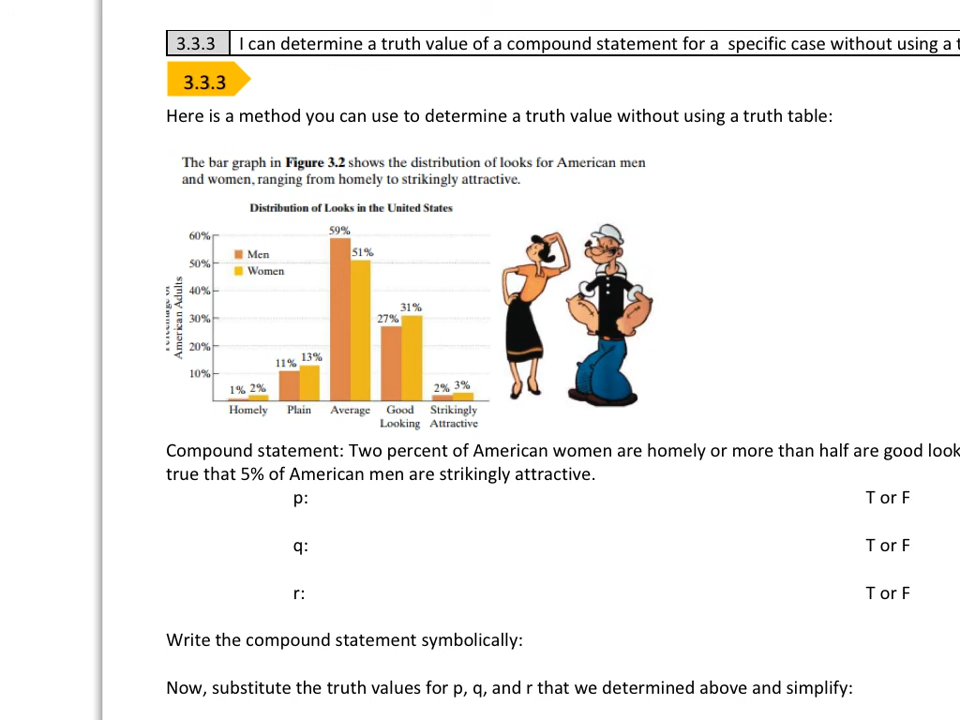 3.3.3 I can determine a truth value of a compound statement for a specific case without using a t
3.3.3
Here is a method you can use to determine a truth value without using a truth table:
The bar graph in Figure 3.2 shows the distribution of looks for American men
and women, ranging from homely to strikingly attractive.
Distribution of Looks in the United States
60%
50%
40%
30%
20%
10%
American Adults
Men
Women
1% 2%
11% 13%
59%
51%
27%
31%
2% 3%
Homely Plain Average Good Strikingly
Looking Attractive
Compound statement: Two percent of American women are homely or more than half are good look
true that 5% of American men are strikingly attractive.
p: T or F
q: T or F
r: T or F
Write the compound statement symbolically:
Now, substitute the truth values for p, q, and r that we determined above and simplify: